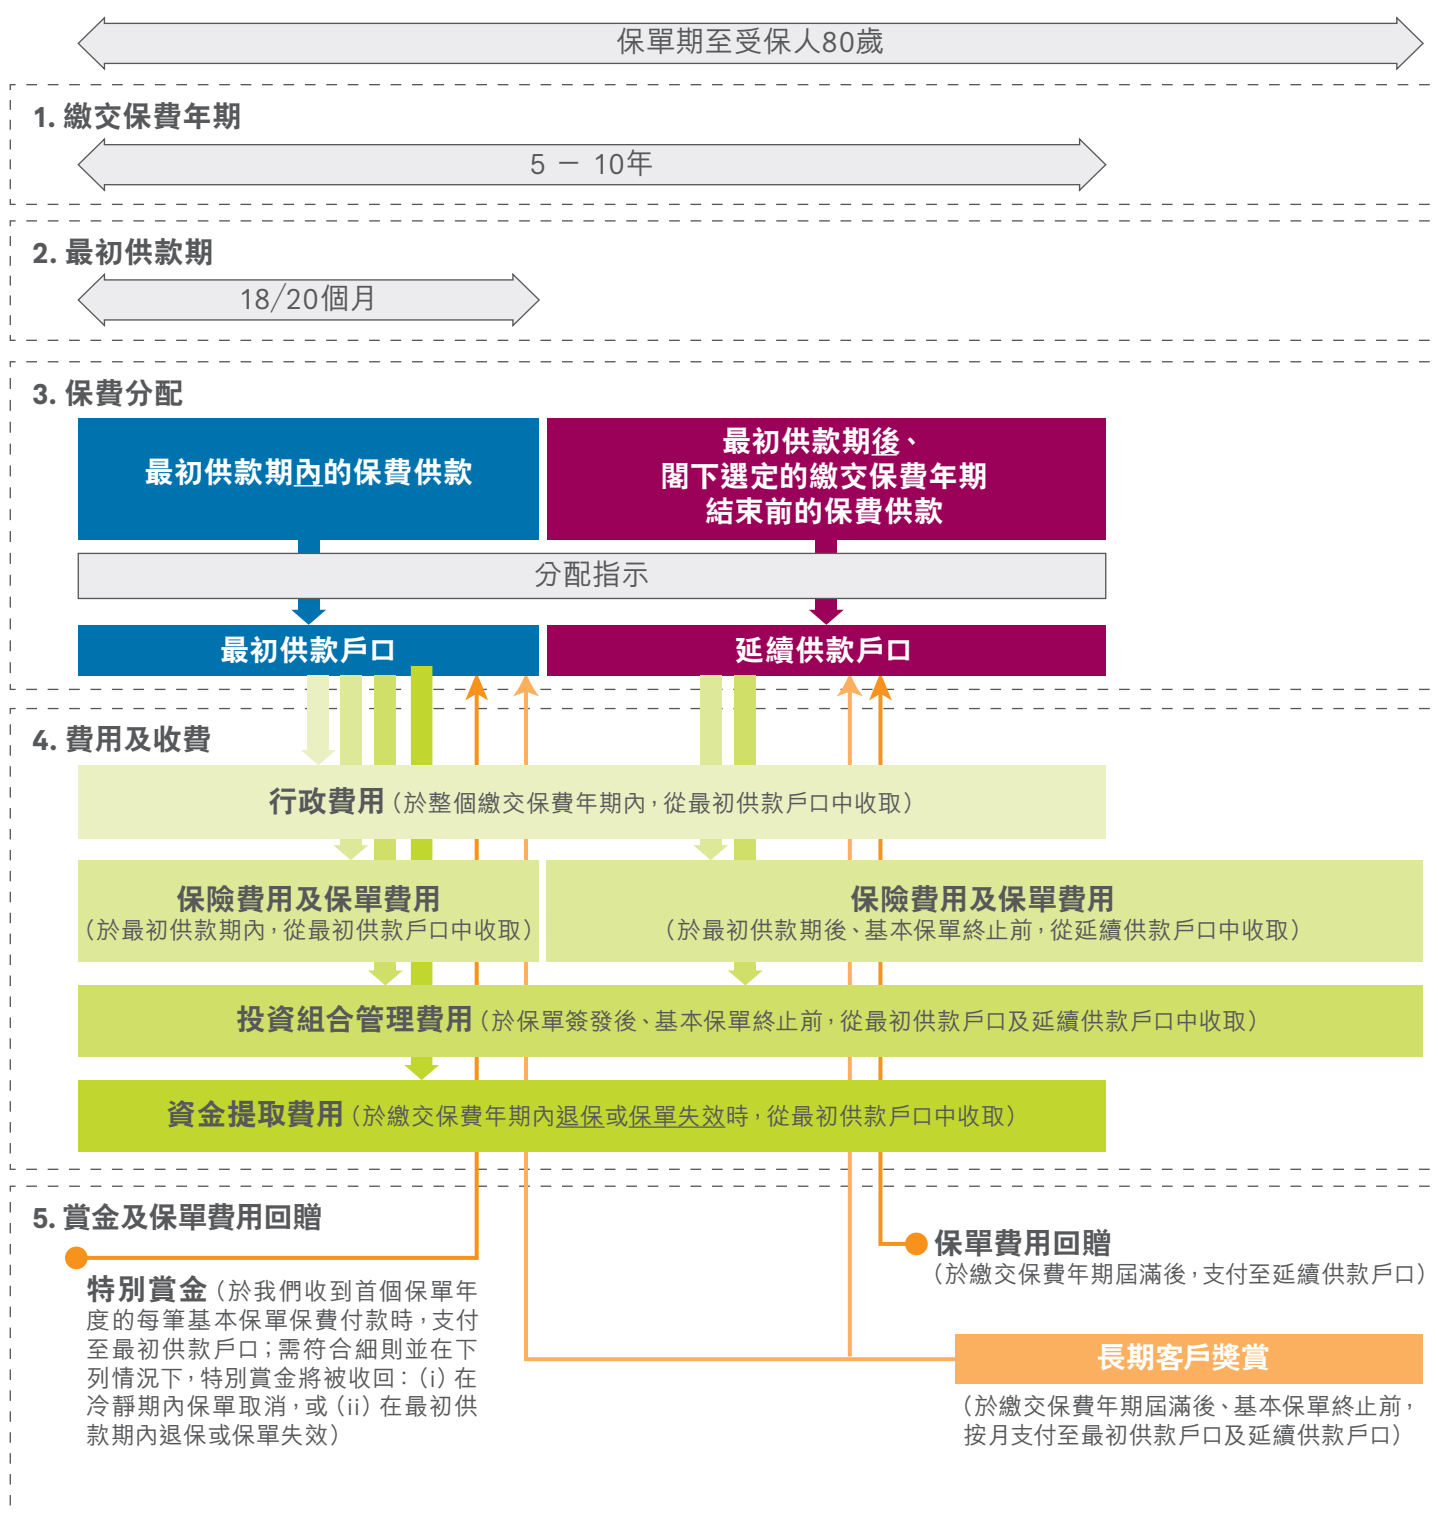 保單期至受保人80歲
1. 繳交保費年期
5 － 10年
2. 最初供款期
18/20個月
3. 保費分配
最初供款期內的保費供款
最初供款期後、
閣下選定的繳交保費年期
結束前的保費供款
分配指示
最初供款戶口
延續供款戶口
4. 費用及收費
行政費用（於整個繳交保費年期內，從最初供款戶口中收取）
保險費用及保單費用
（於最初供款期內，從最初供款戶口中收取）
保險費用及保單費用
（於最初供款期後、基本保單終止前，從延續供款戶口中收取）
投資組合管理費用（於保單簽發後、基本保單終止前，從最初供款戶口及延續供款戶口中收取）
資金提取費用（於繳交保費年期內退保或保單失效時，從最初供款戶口中收取）
5. 賞金及保單費用回贈
特別賞金（於我們收到首個保單年
度的每筆基本保單保費付款時，支付
至最初供款戶口；需符合細則並在下
列情況下，特別賞金將被收回：（i）在
冷靜期內保單取消，或（ii）在最初供
款期內退保或保單失效）
保單費用回贈
（於繳交保費年期屆滿後，支付至延續供款戶口）
長期客戶獎賞
（於繳交保費年期屆滿後、基本保單終止前，
按月支付至最初供款戶口及延續供款戶口）